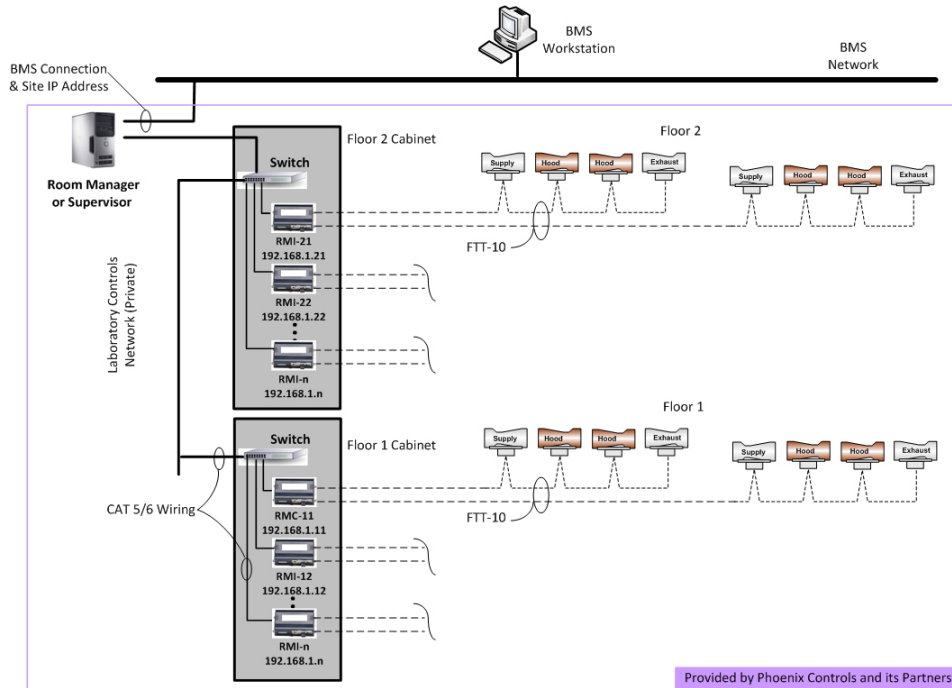 BMS
Workstation
BMS
Network
BMS Connection
& Site IP Address
Room Manager
or Supervisor
Laboratory Controls
Network (Private)
Floor 2 Cabinet
Switch
RMI-21
192.168.1.21
RMI-22
192.168.1.22
RMI-n
192.168.1.n
Floor 2
Supply
Hood
Hood
Exhaust
Supply
Hood
Hood
Exhaust
FTT-10
Floor 1 Cabinet
Switch
RMC-11
192.168.1.11
RMI-12
192.168.1.12
RMI-n
192.168.1.n
CAT 5/6 Wiring
Floor 1
Supply
Hood
Hood
Exhaust
Supply
Hood
Hood
Exhaust
FTT-10
Provided by Phoenix Controls and its Partners